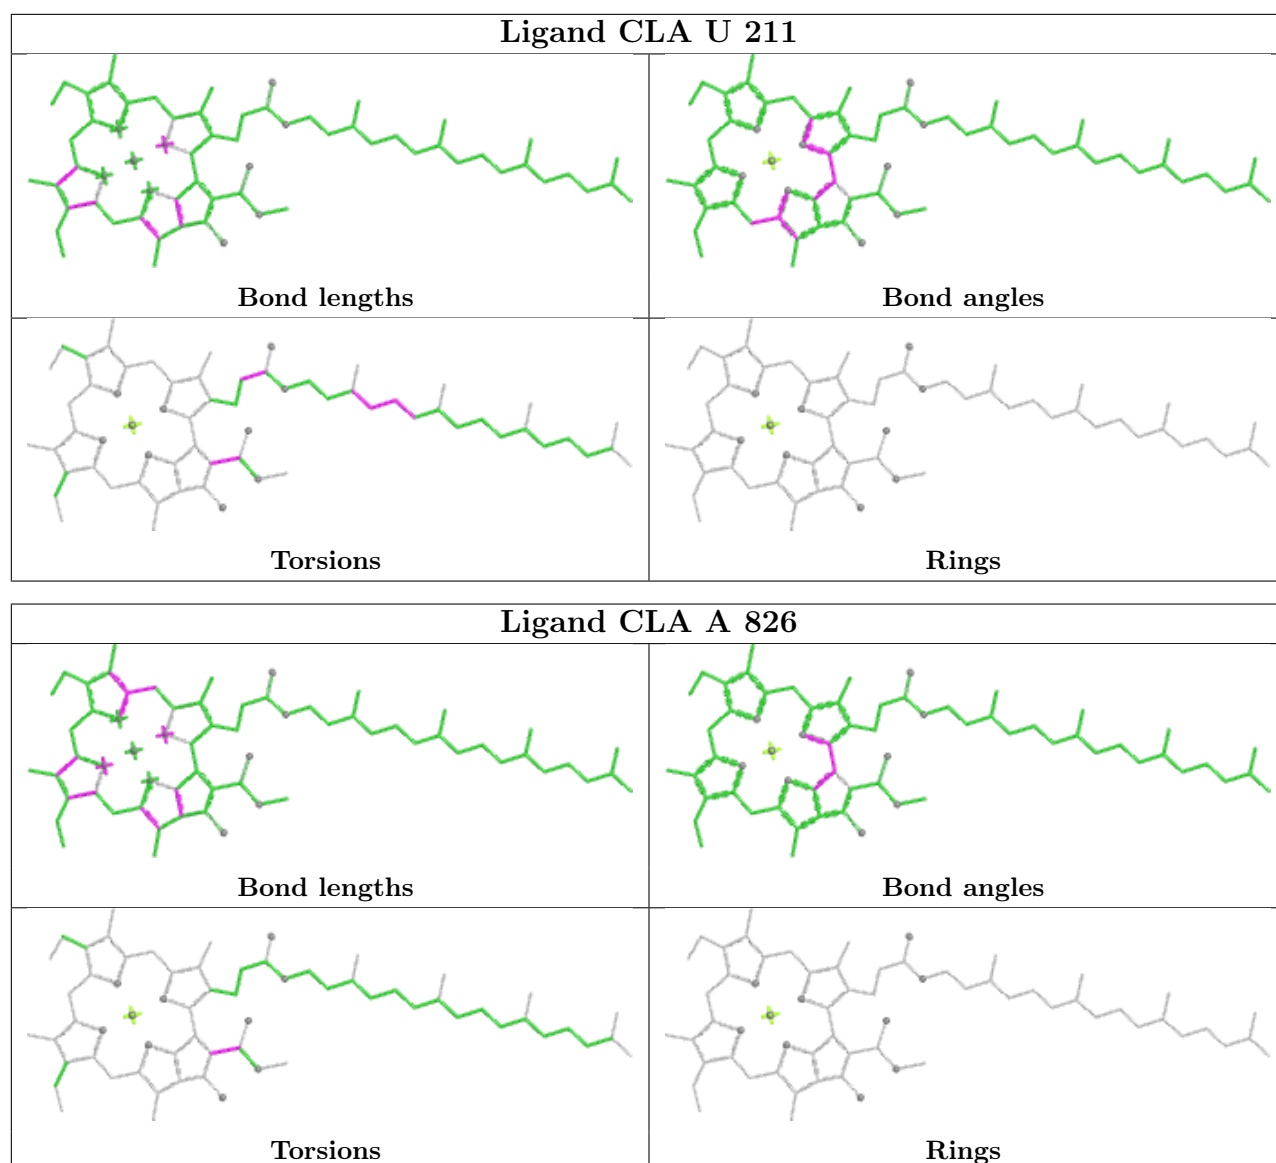 Ligand CLA U 211
Bond lengths
Bond angles
Torsions
Rings
Ligand CLA A 826
Bond lengths
Bond angles
Torsions
Rings